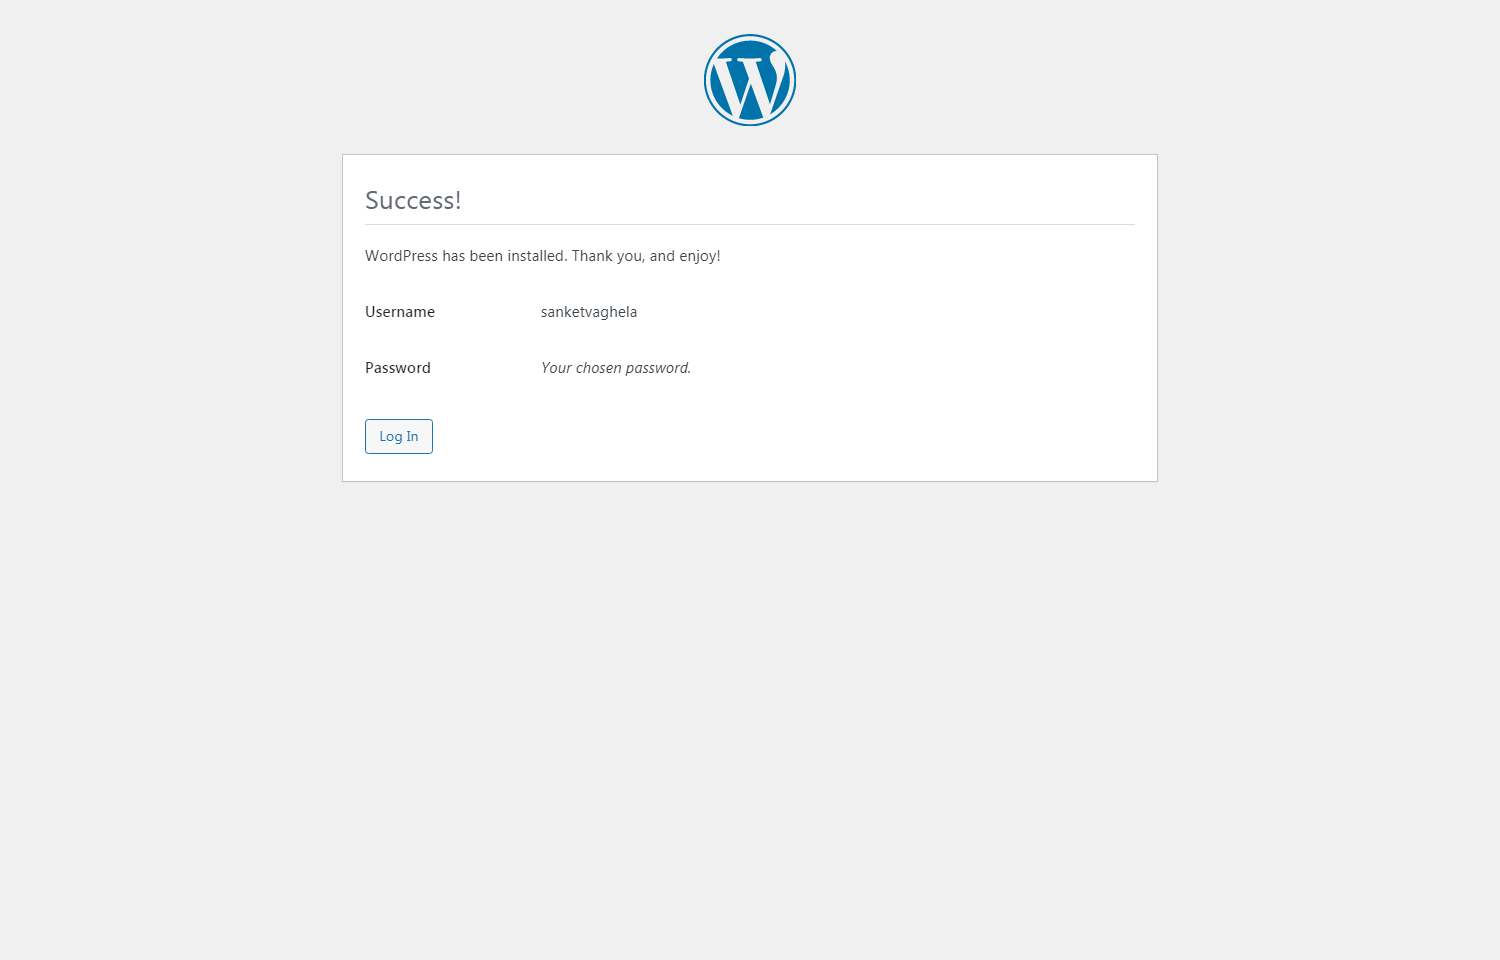 Success!
WordPress has been installed. Thank you, and enjoy!
Username sanketvaghela
Password Your chosen password.
Log In